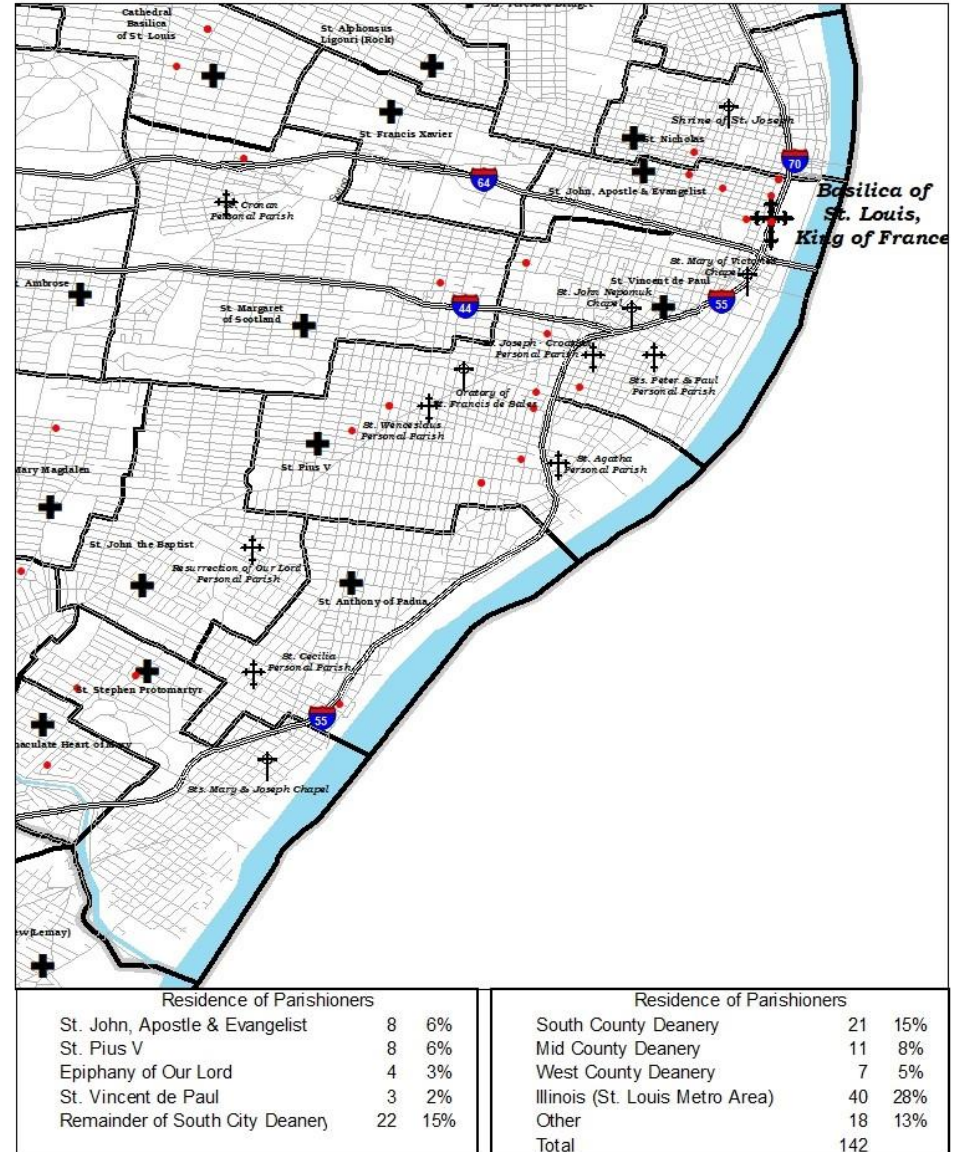 Cathedral
Basilica
of St. Louis
St. Alphonsus
Ligouri (Rock)
St. Francis Xavier
Shrine of St. Joseph
St. Nicholas
70
64
St. John, Apostle & Evangelist
Basilica of
St. Louis,
King of France
Cronan
Personal Parish
St. Mary of Victories
Chapel
St. Vincent de Paul
St. John Nepomuk
Chapel
55
Ambrose
44
St. Margaret
of Scotland
St. Joseph - Croatian
Personal Parish
Sts. Peter & Paul
Personal Parish
Oratory of
St. Francis de Sales
St. Wenceslaus
Personal Parish
St. Pius V
St. Agatha
Personal Parish
Mary Magdalen
St. John the Baptist
Resurrection of Our Lord
Personal Parish
St. Anthony of Padua
St. Cecilia
Personal Parish
St. Stephen Protomartyr
55
maculate Heart of Mary
Sts. Mary & Joseph Chapel
ew(Lemay)
Residence of Parishioners
St. John, Apostle & Evangelist 8 6%
St. Pius V 8 6%
Epiphany of Our Lord 4 3%
St. Vincent de Paul 3 2%
Remainder of South City Deanery 22 15%
Residence of Parishioners
South County Deanery 21 15%
Mid County Deanery 11 8%
West County Deanery 7 5%
Illinois (St. Louis Metro Area) 40 28%
Other 18 13%
Total 142